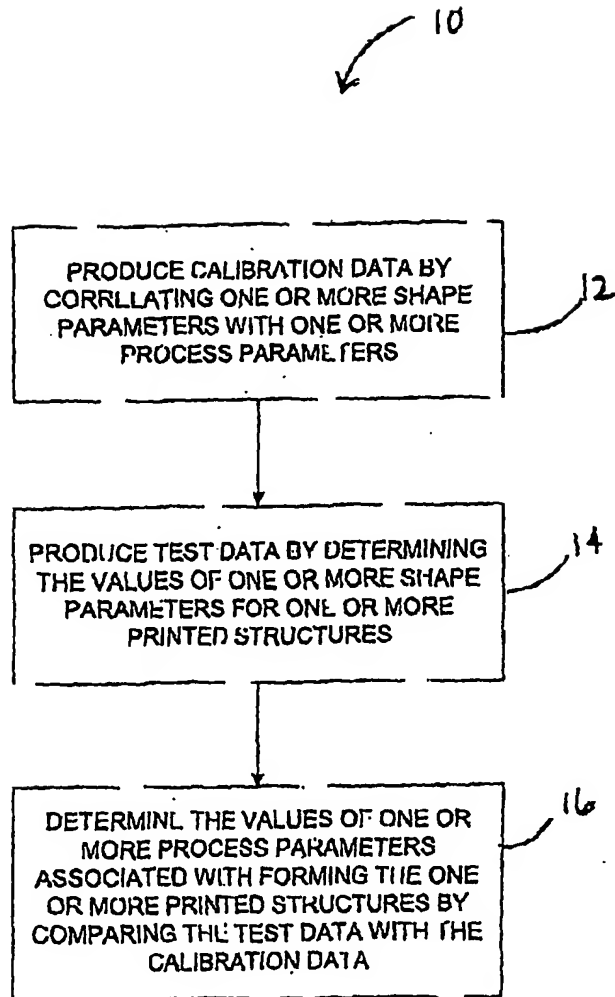 10
PRODUCE CALIBRATION DATA BY
CORRELATING ONE OR MORE SHAPE
PARAMETERS WITH ONE OR MORE
PROCESS PARAMETERS
12
PRODUCE TEST DATA BY DETERMINING
THE VALUES OF ONE OR MORE SHAPE
PARAMETERS FOR ONE OR MORE
PRINTED STRUCTURES
14
DETERMINE THE VALUES OF ONE OR
MORE PROCESS PARAMETERS
ASSOCIATED WITH FORMING THE ONE
OR MORE PRINTED STRUCTURES BY
COMPARING THE TEST DATA WITH THE
CALIBRATION DATA
16